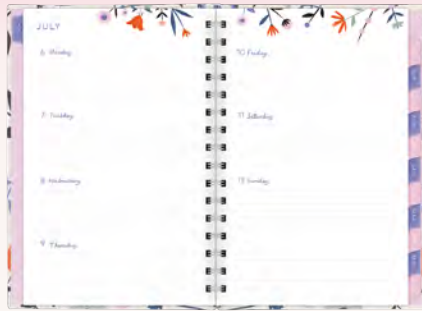 JULY
6 Monday
7 Tuesday
8 Wednesday
9 Thursday
10 Friday
11 Saturday
12 Sunday